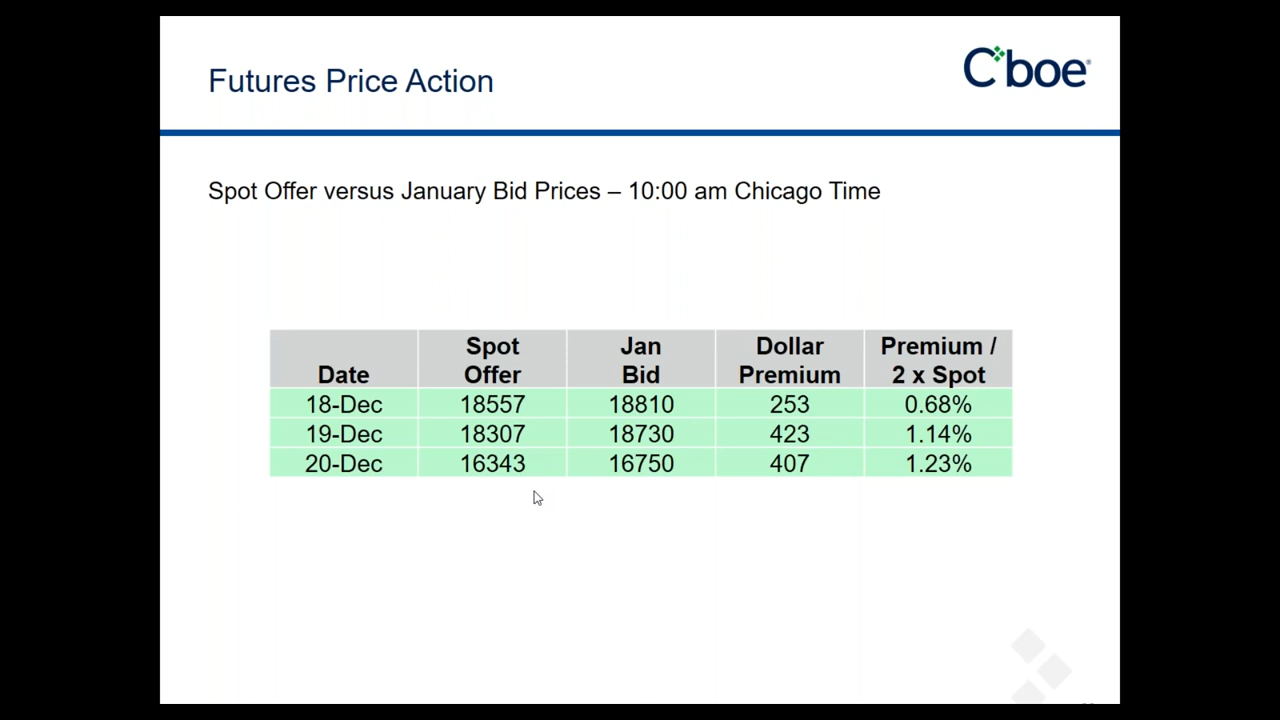 Futures Price Action
Cboe®
Spot Offer versus January Bid Prices – 10:00 am Chicago Time
Date Spot Offer Jan Bid Dollar Premium Premium / 2 x Spot
18-Dec 18557 18810 253 0.68%
19-Dec 18307 18730 423 1.14%
20-Dec 16343 16750 407 1.23%